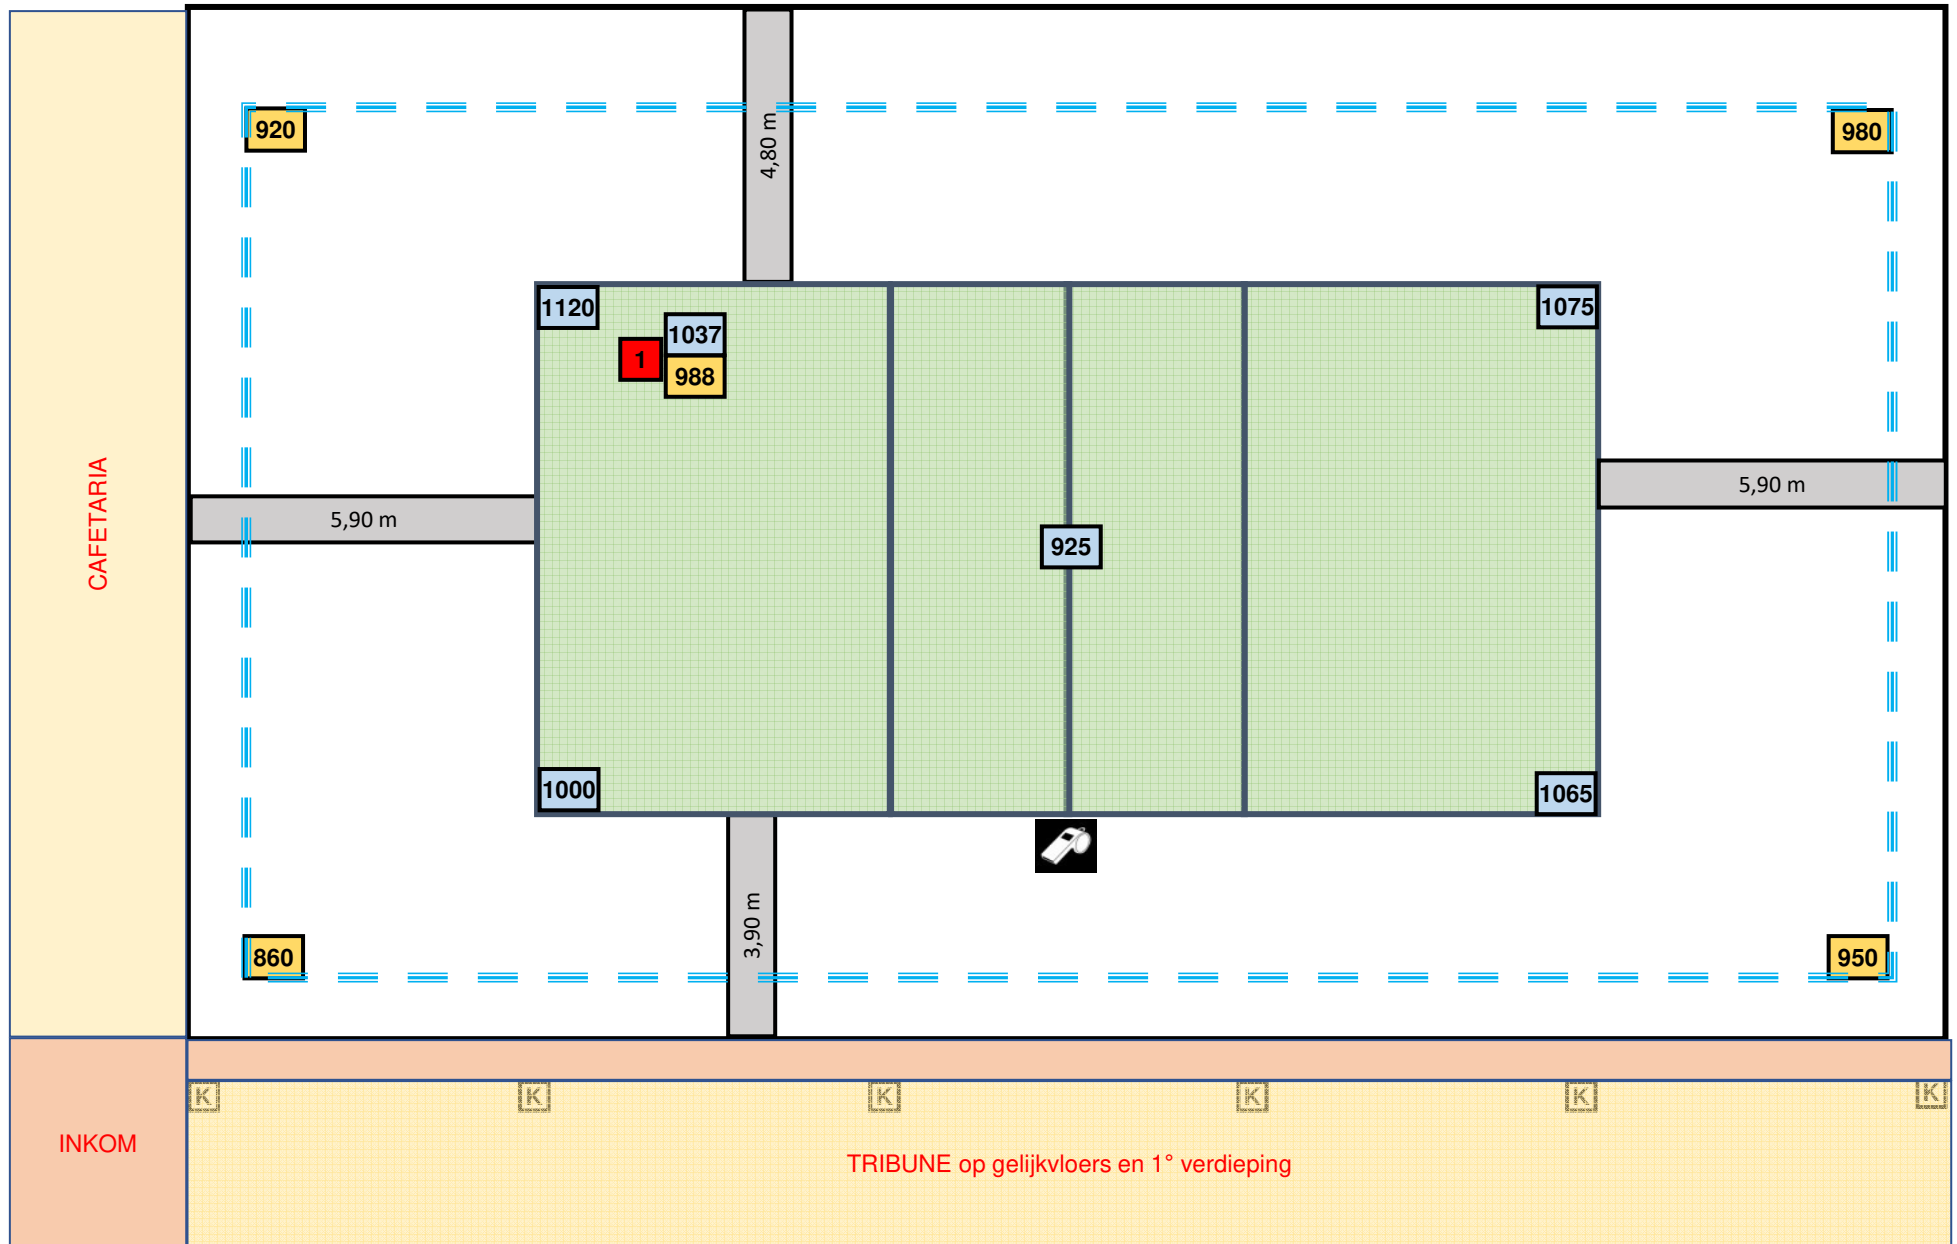 920
980
4,80 m
1120
1037
1075
1
988
CAFETARIA
5,90 m
5,90 m
925
1000
1065
3,90 m
860
950
K
K
K
K
K
K
INKOM
TRIBUNE op gelijkvloers en 1° verdieping